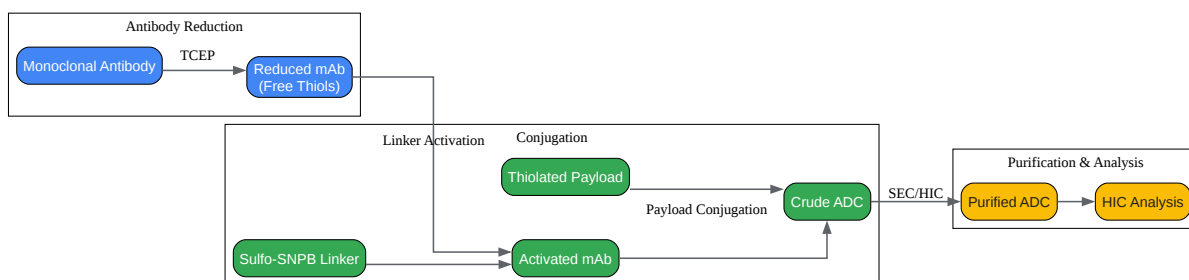 Antibody Reduction
Monoclonal Antibody
TCEP
Reduced mAb
(Free Thiols)
Linker Activation
Conjugation
Thiolated Payload
Payload Conjugation
Crude ADC
Sulfo-SNPB Linker
Activated mAb
SEC/HIC
Purification & Analysis
Purified ADC
HIC Analysis